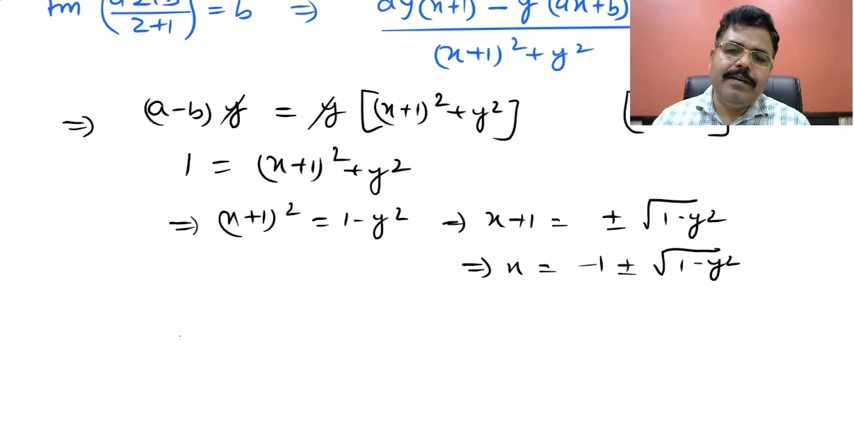 Im (az+b / z+1) = b ⇒ ay(x+1) − y(ax+b) / (x+1)² + y²
⇒ (a−b) y = y [(x+1)² + y²]
1 = (x+1)² + y²
⇒ (x+1)² = 1−y² ⇒ x+1 = ± √1−y²
⇒ x = −1 ± √1−y²